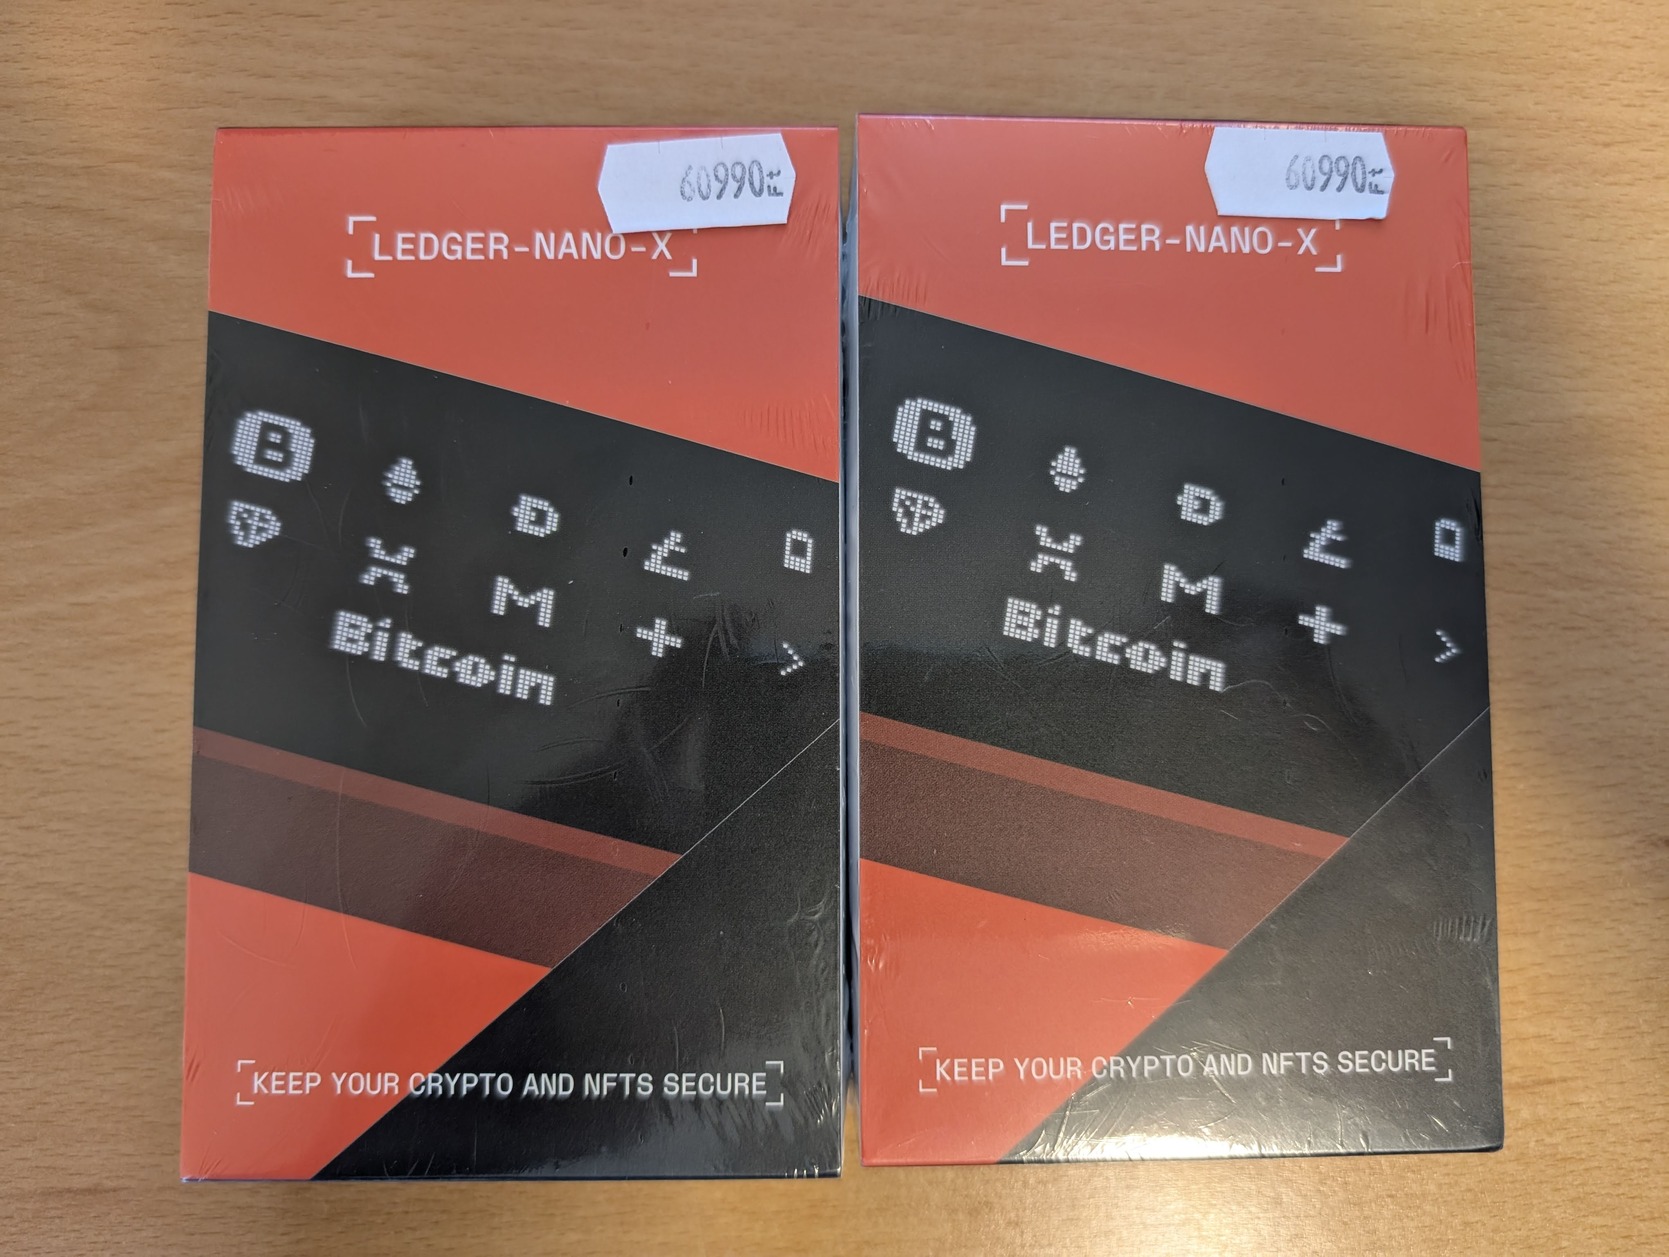 60990Ft
LEDGER-NANO-X
Bitcoin
KEEP YOUR CRYPTO AND NFTS SECURE
60990Ft
LEDGER-NANO-X
Bitcoin
KEEP YOUR CRYPTO AND NFTS SECURE